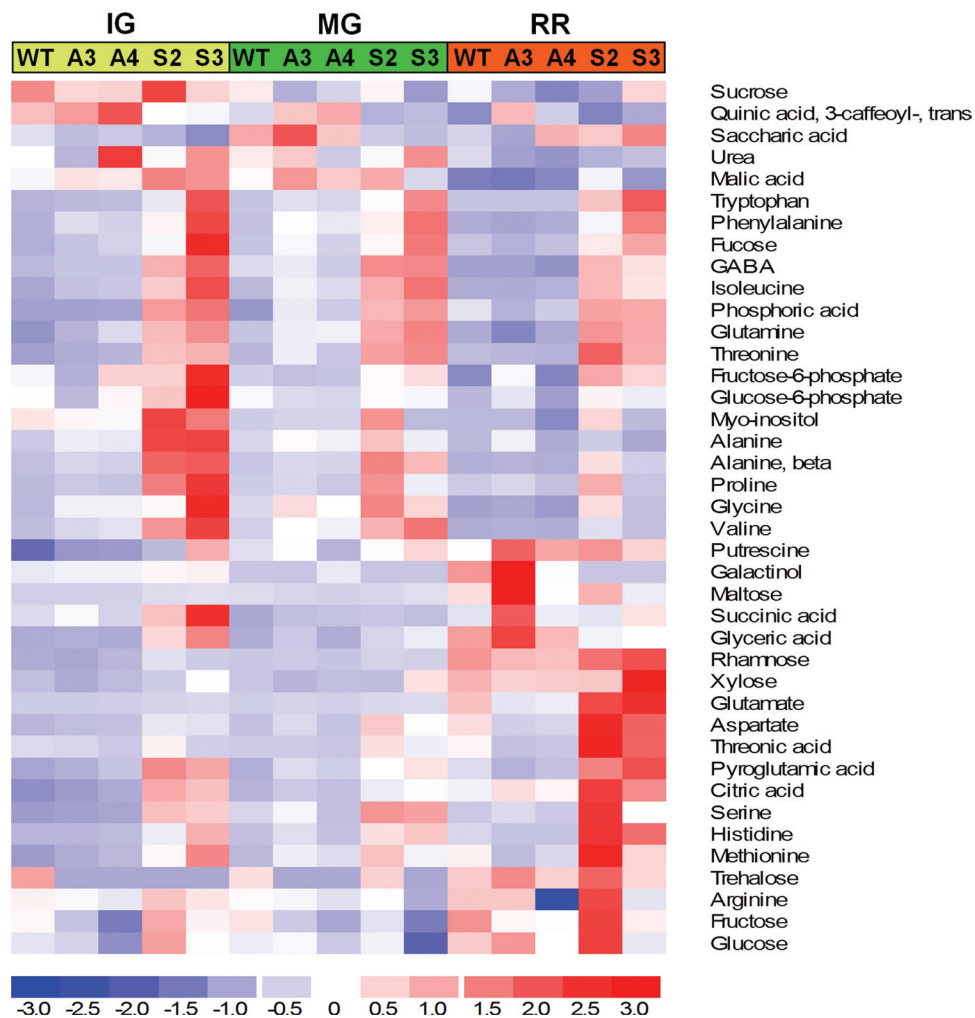 IG MG RR
WT A3 A4 S2 S3 WT A3 A4 S2 S3 WT A3 A4 S2 S3
Sucrose
Quinic acid, 3-caffeoyl-, trans
Saccharic acid
Urea
Malic acid
Tryptophan
Phenylalanine
Fucose
GABA
Isoleucine
Phosphoric acid
Glutamine
Threonine
Fructose-6-phosphate
Glucose-6-phosphate
Myo-inositol
Alanine
Alanine, beta
Proline
Glycine
Valine
Putrescine
Galactinol
Maltose
Succinic acid
Glyceric acid
Rhamnose
Xylose
Glutamate
Aspartate
Threonic acid
Pyroglutamic acid
Citric acid
Serine
Histidine
Methionine
Trehalose
Arginine
Fructose
Glucose
-3.0 -2.5 -2.0 -1.5 -1.0 -0.5 0 0.5 1.0 1.5 2.0 2.5 3.0